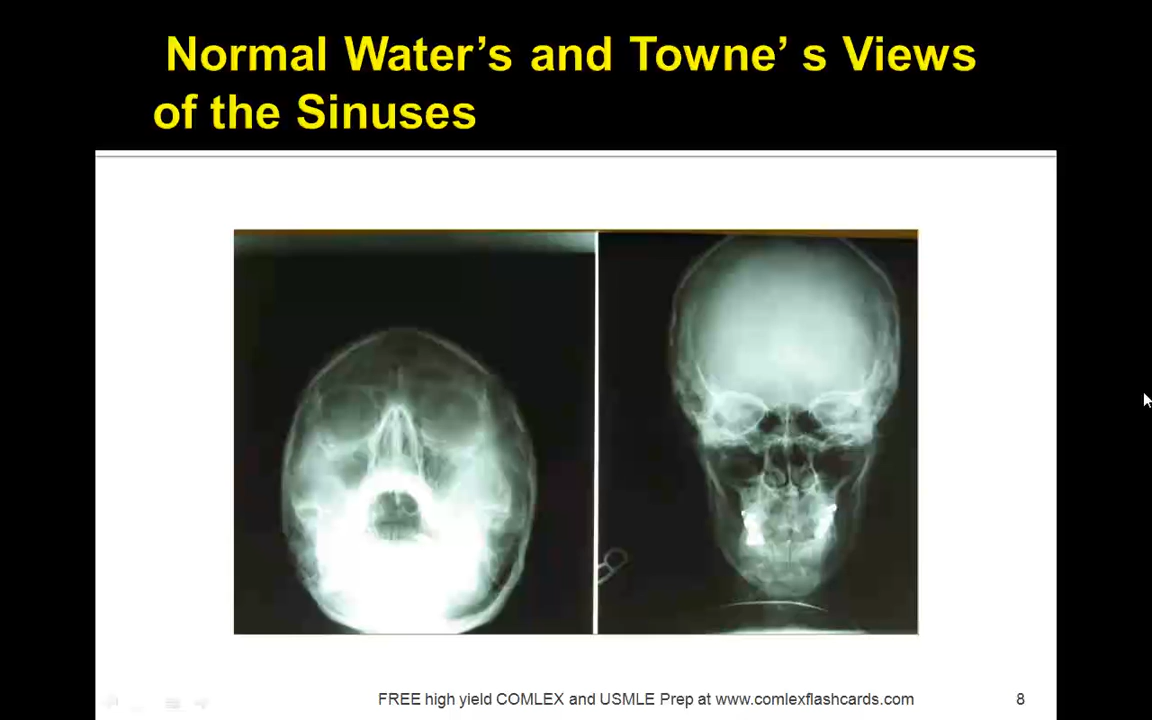 Normal Water’s and Towne’ s Views
of the Sinuses
R
FREE high yield COMLEX and USMLE Prep at www.comlexflashcards.com
8